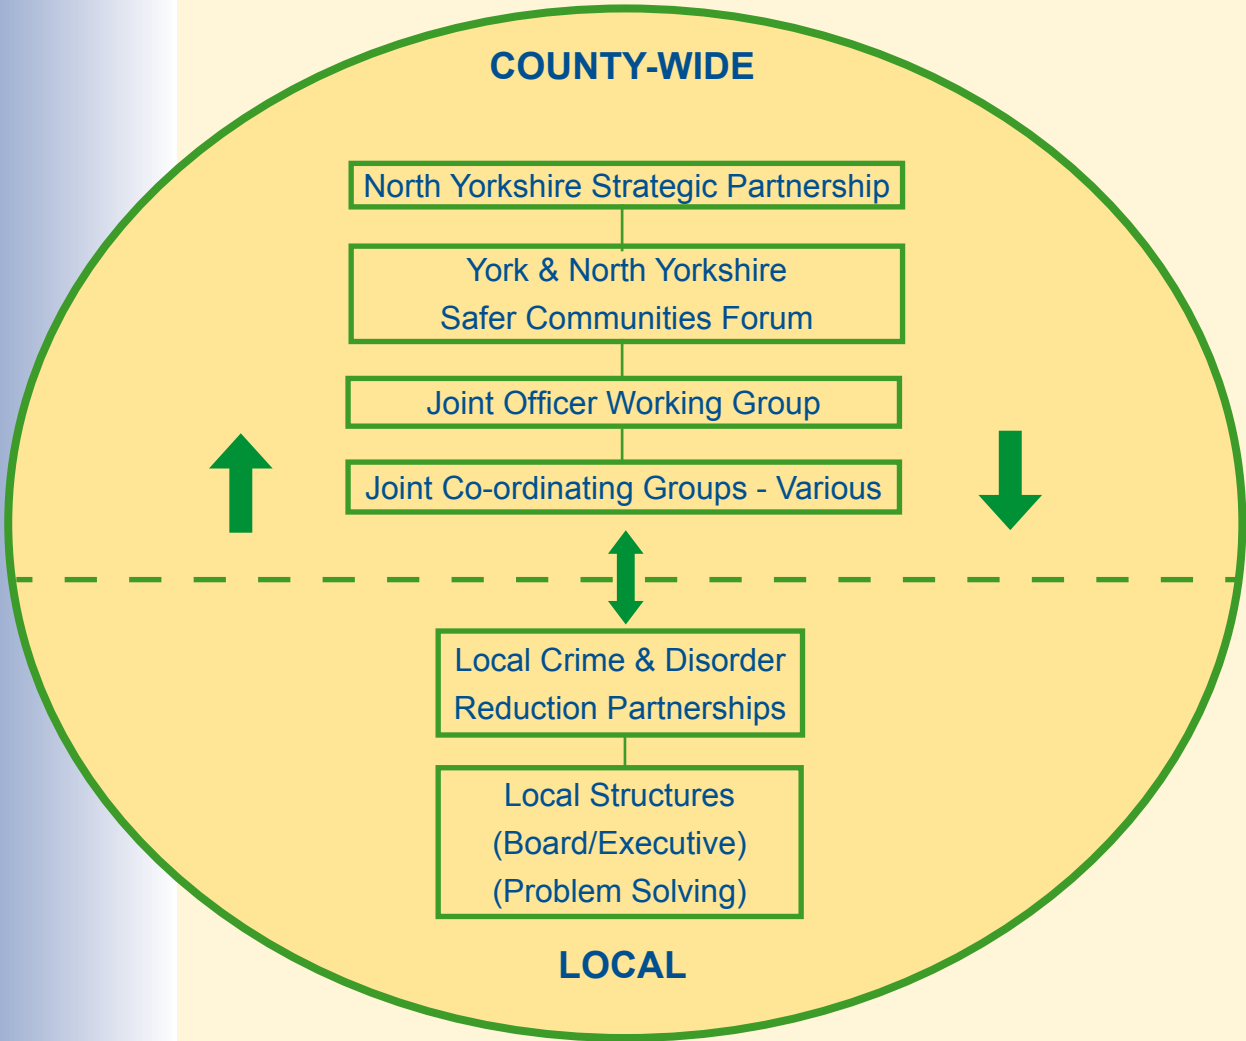 COUNTY-WIDE
North Yorkshire Strategic Partnership
York & North Yorkshire
Safer Communities Forum
Joint Officer Working Group
Joint Co-ordinating Groups - Various
Local Crime & Disorder
Reduction Partnerships
Local Structures
(Board/Executive)
(Problem Solving)
LOCAL